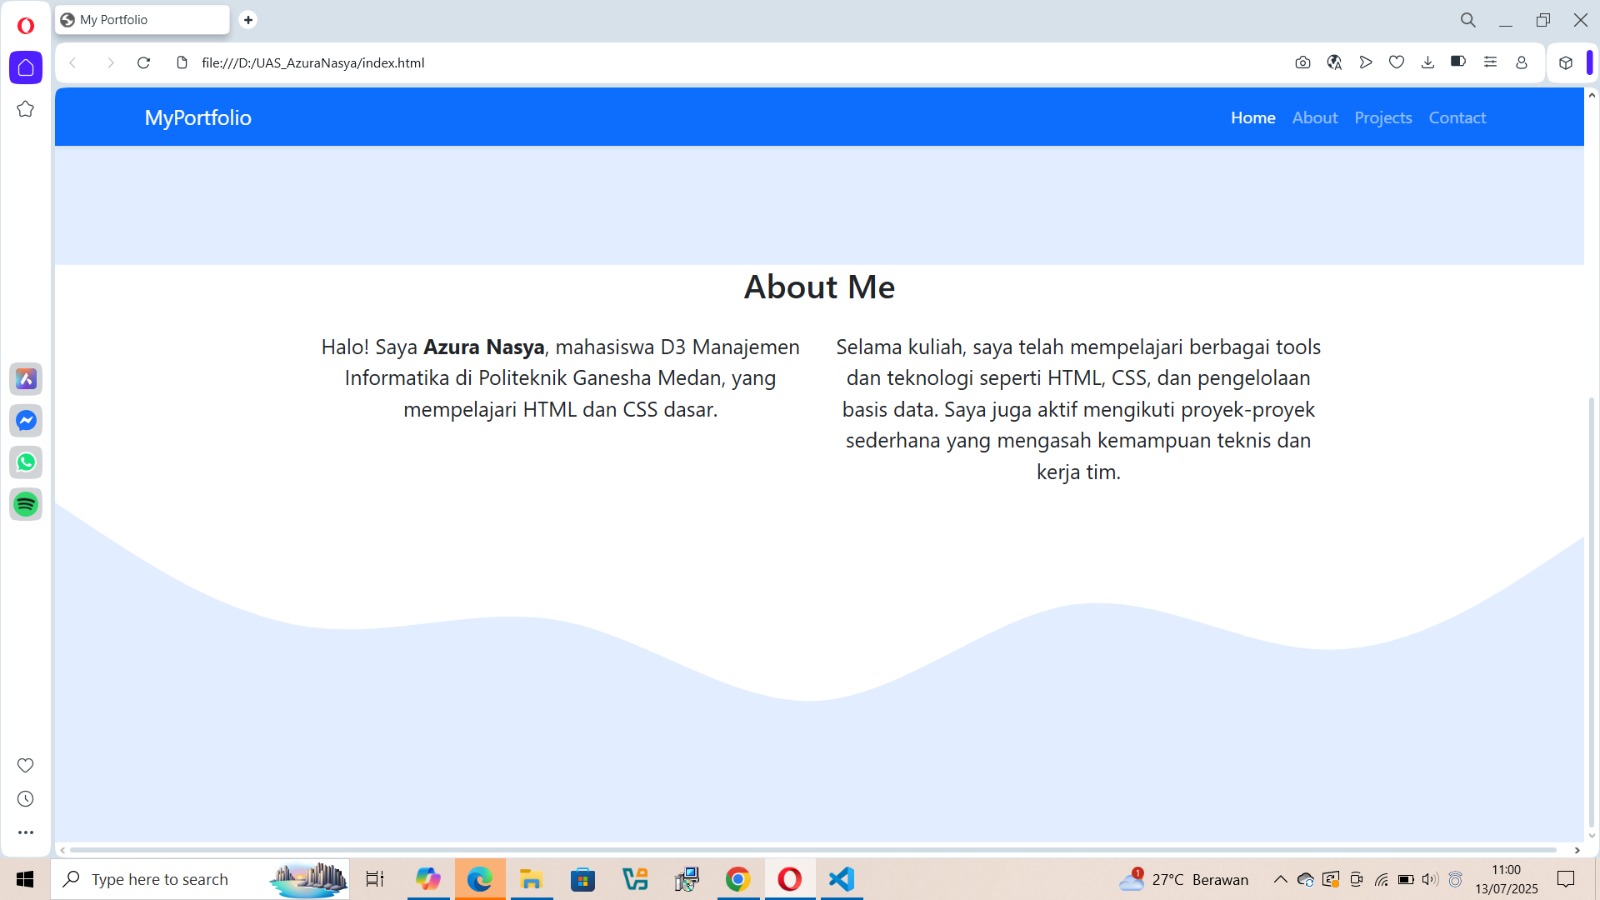 My Portfolio
file:///D:/UAS_AzuraNasya/index.html
MyPortfolio
Home About Projects Contact
About Me
Halo! Saya Azura Nasya, mahasiswa D3 Manajemen
Informatika di Politeknik Ganesha Medan, yang
mempelajari HTML dan CSS dasar.
Selama kuliah, saya telah mempelajari berbagai tools
dan teknologi seperti HTML, CSS, dan pengelolaan
basis data. Saya juga aktif mengikuti proyek-proyek
sederhana yang mengasah kemampuan teknis dan
kerja tim.
Type here to search
1
27°C Berawan
11:00
13/07/2025